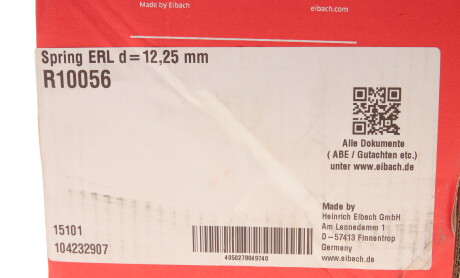 Made by Eibach
eibach.com
Spring ERL d=12,25 mm
R10056
Alle Dokumente
( ABE / Gutachten etc.)
unter www.eibach.de
Made by
Heinrich Eibach GmbH
Am Lennedamm 1
D – 57413 Finnentrop
Germany
www.eibach.de
15101
104232907
4050278049740